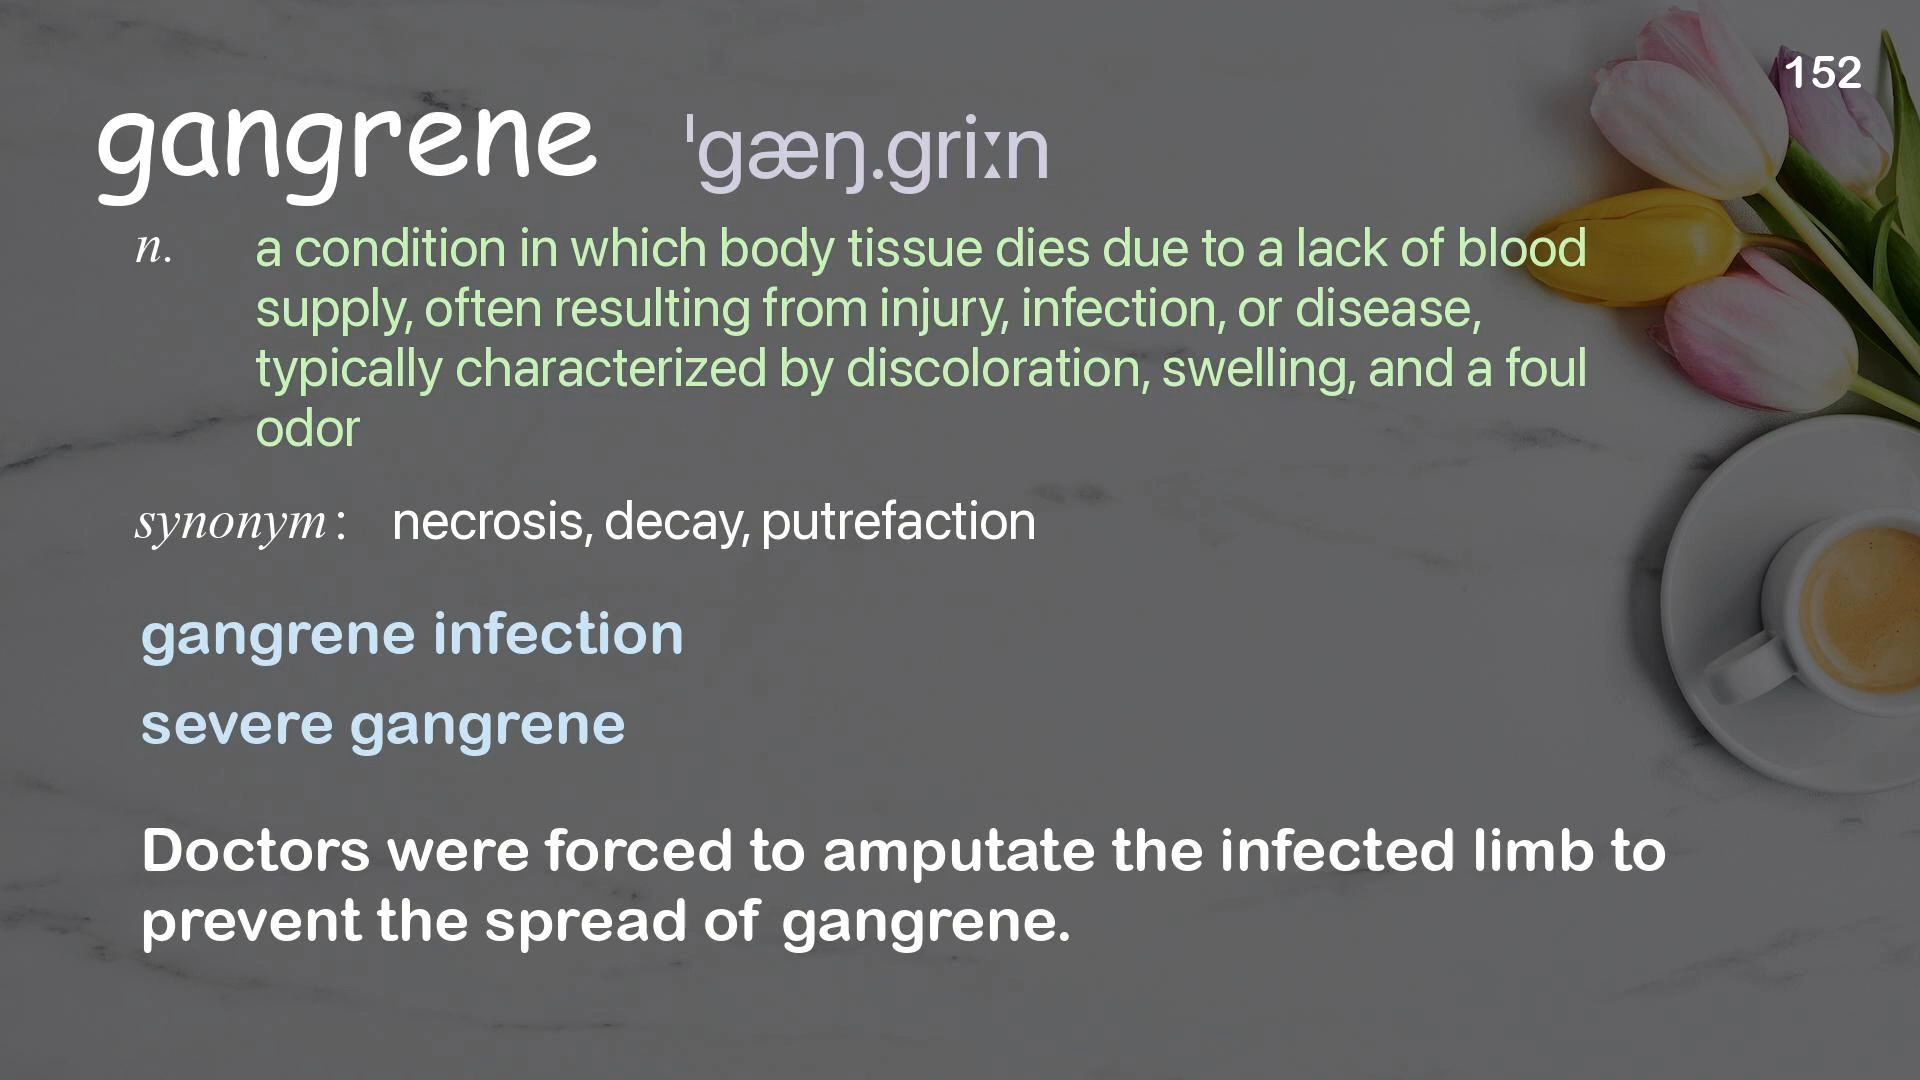 152
gangrene ˈgæŋ.griːn
n. a condition in which body tissue dies due to a lack of blood
supply, often resulting from injury, infection, or disease,
typically characterized by discoloration, swelling, and a foul
odor
synonym: necrosis, decay, putrefaction
gangrene infection
severe gangrene
Doctors were forced to amputate the infected limb to
prevent the spread of gangrene.